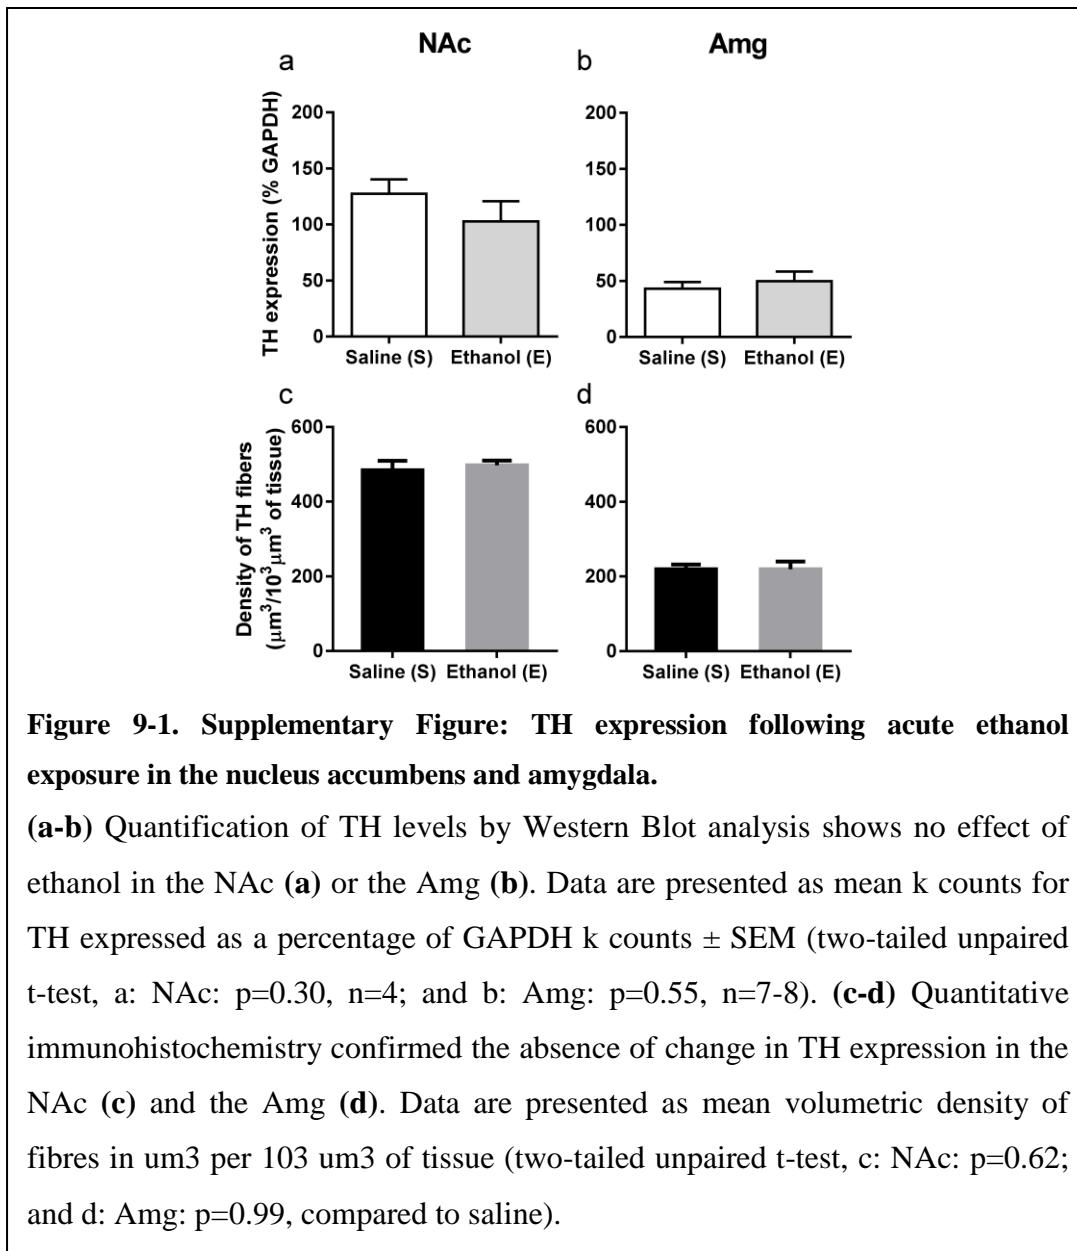 NAc
Amg
a
b
TH expression (% GAPDH)
200
150
100
50
0
Saline (S)
Ethanol (E)
200
150
100
50
0
Saline (S)
Ethanol (E)
c
d
Density of TH fibers
(μm³/10³μm³ of tissue)
600
400
200
0
Saline (S)
Ethanol (E)
600
400
200
0
Saline (S)
Ethanol (E)
Figure 9-1. Supplementary Figure: TH expression following acute ethanol
exposure in the nucleus accumbens and amygdala.
(a-b) Quantification of TH levels by Western Blot analysis shows no effect of
ethanol in the NAc (a) or the Amg (b). Data are presented as mean k counts for
TH expressed as a percentage of GAPDH k counts ± SEM (two-tailed unpaired
t-test, a: NAc: p=0.30, n=4; and b: Amg: p=0.55, n=7-8). (c-d) Quantitative
immunohistochemistry confirmed the absence of change in TH expression in the
NAc (c) and the Amg (d). Data are presented as mean volumetric density of
fibres in um3 per 103 um3 of tissue (two-tailed unpaired t-test, c: NAc: p=0.62;
and d: Amg: p=0.99, compared to saline).